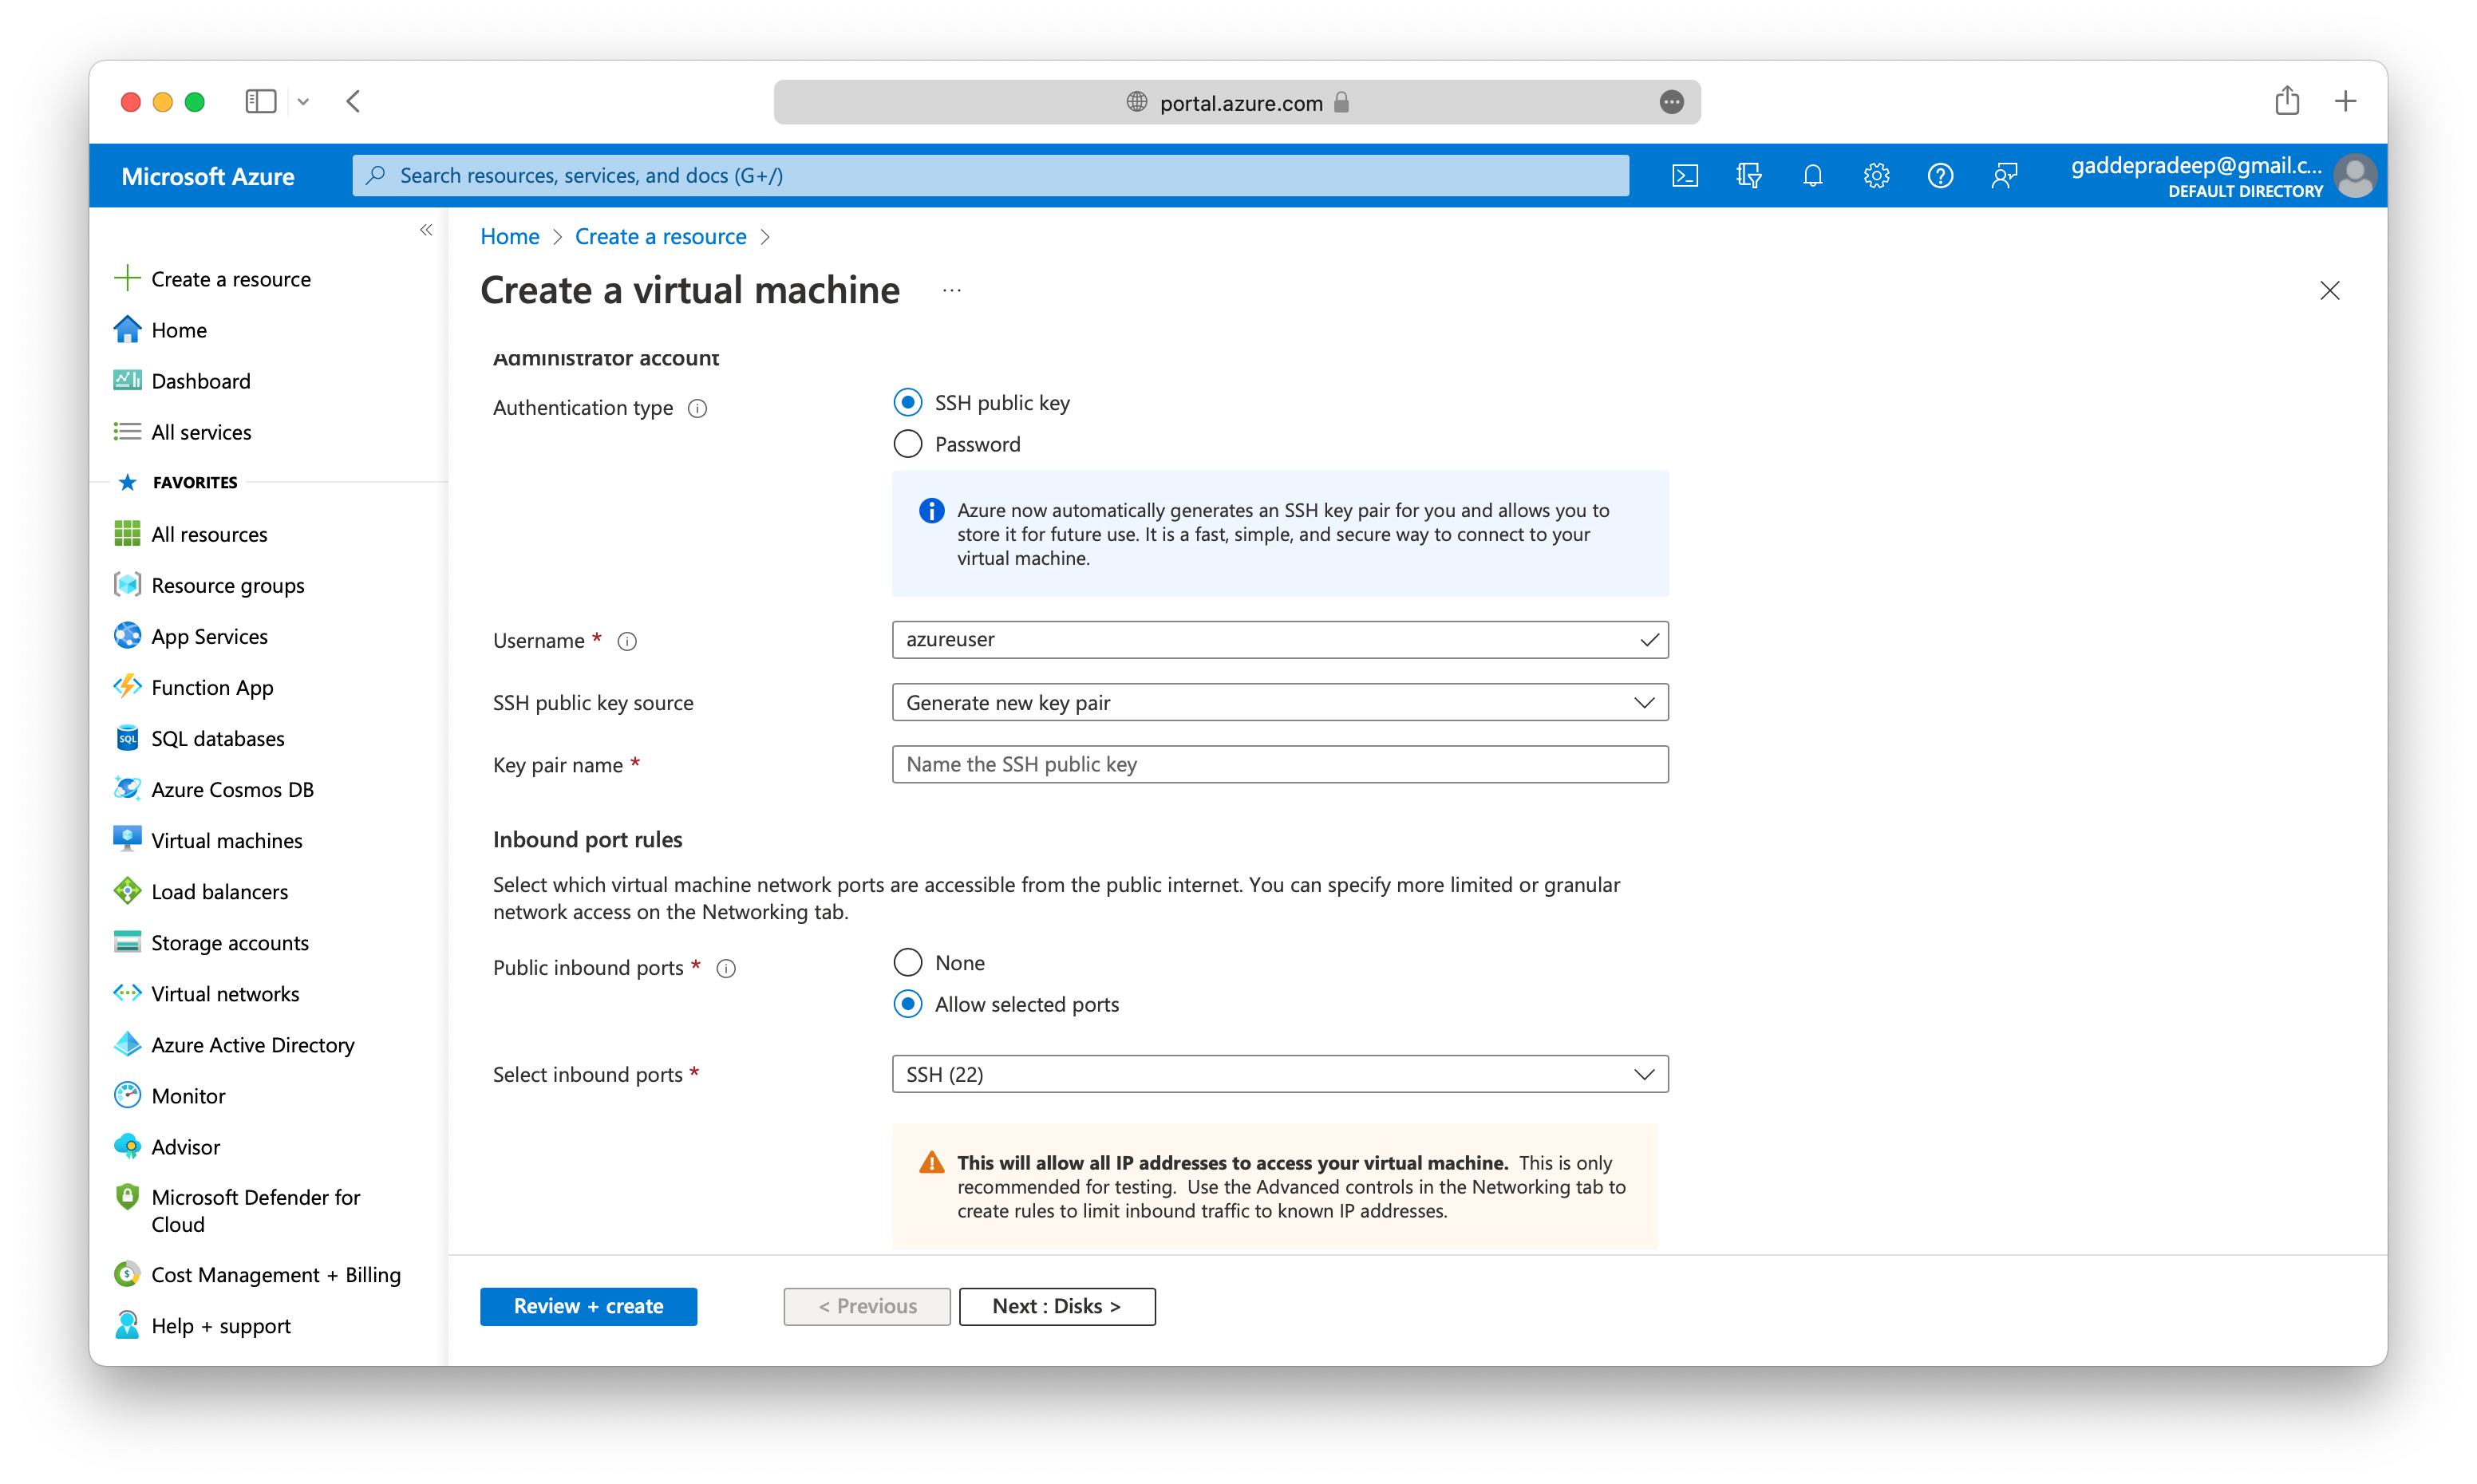 portal.azure.com
Microsoft Azure
Search resources, services, and docs (G+/)
gaddepradeep@gmail.c...
DEFAULT DIRECTORY
Create a resource
Home
Dashboard
All services
FAVORITES
All resources
Resource groups
App Services
Function App
SQL databases
Azure Cosmos DB
Virtual machines
Load balancers
Storage accounts
Virtual networks
Azure Active Directory
Monitor
Advisor
Microsoft Defender for
Cloud
Cost Management + Billing
Help + support
Home > Create a resource >
Create a virtual machine ...
Administrator account
Authentication type
SSH public key
Password
Azure now automatically generates an SSH key pair for you and allows you to
store it for future use. It is a fast, simple, and secure way to connect to your
virtual machine.
Username *
azureuser
SSH public key source
Generate new key pair
Key pair name *
Name the SSH public key
Inbound port rules
Select which virtual machine network ports are accessible from the public internet. You can specify more limited or granular
network access on the Networking tab.
Public inbound ports *
None
Allow selected ports
Select inbound ports *
SSH (22)
This will allow all IP addresses to access your virtual machine. This is only
recommended for testing. Use the Advanced controls in the Networking tab to
create rules to limit inbound traffic to known IP addresses.
Review + create
< Previous
Next : Disks >